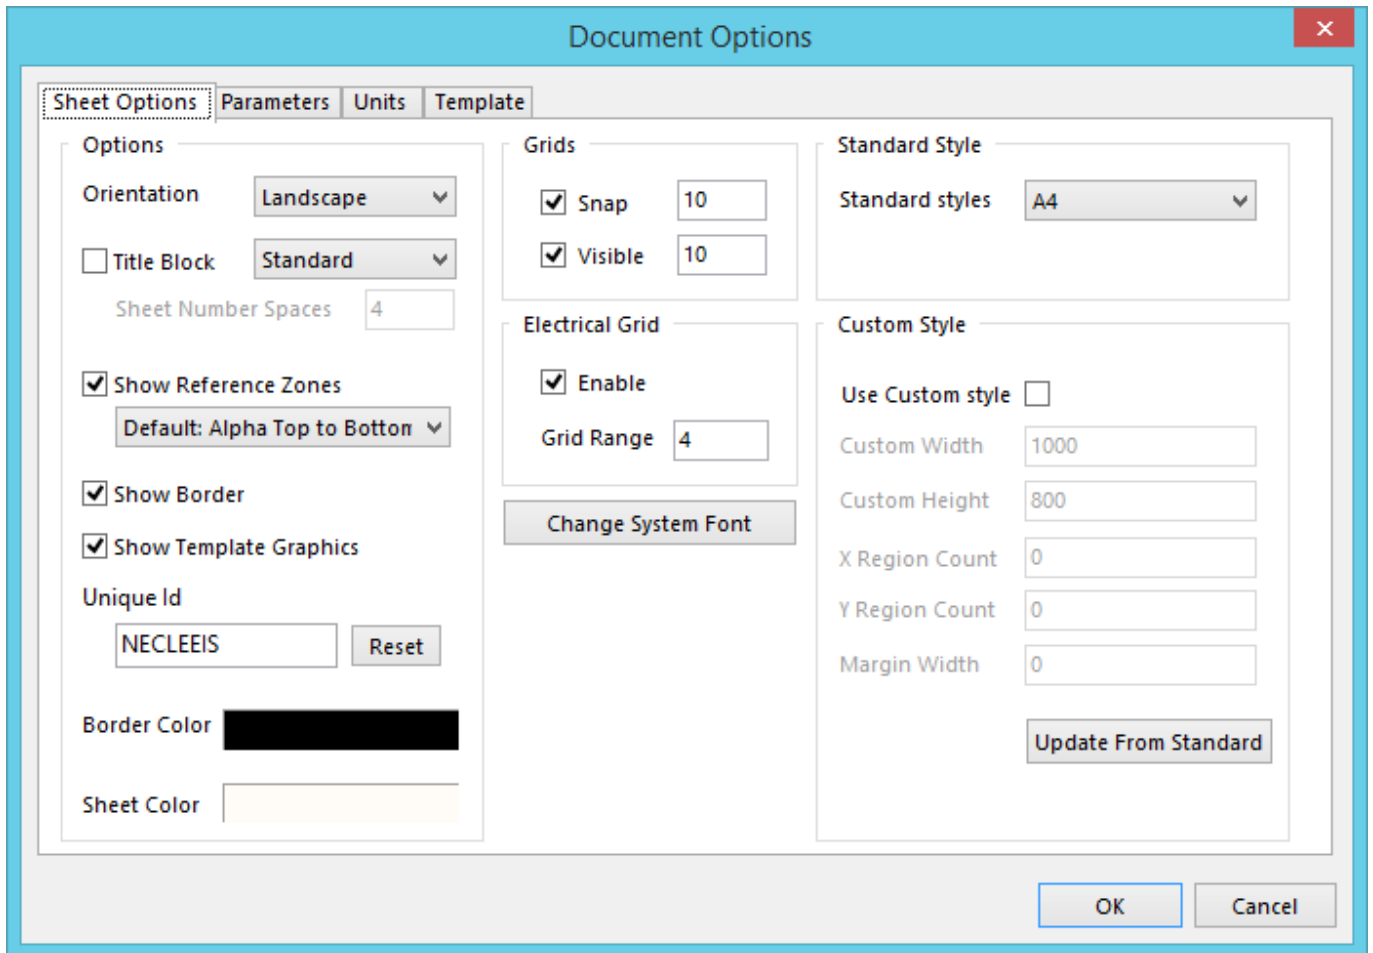 Document Options
Sheet Options Parameters Units Template
Options
Orientation Landscape
Title Block Standard
Sheet Number Spaces 4
Show Reference Zones
Default: Alpha Top to Bottom
Show Border
Show Template Graphics
Unique Id
NECLEEIS Reset
Border Color
Sheet Color
Grids
Snap 10
Visible 10
Electrical Grid
Enable
Grid Range 4
Change System Font
Standard Style
Standard styles A4
Custom Style
Use Custom style
Custom Width 1000
Custom Height 800
X Region Count 0
Y Region Count 0
Margin Width 0
Update From Standard
OK Cancel